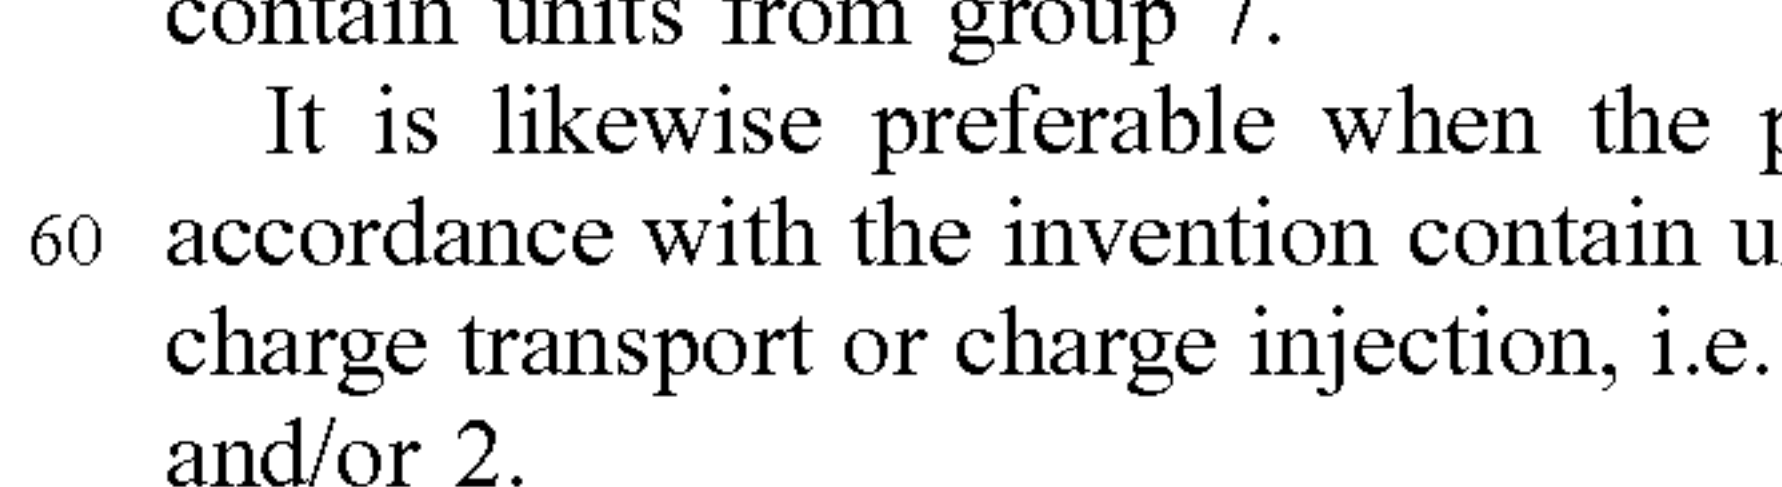 contain units from group 7.
It is likewise preferable when the
60 accordance with the invention contain
charge transport or charge injection, i.e.
and/or 2.